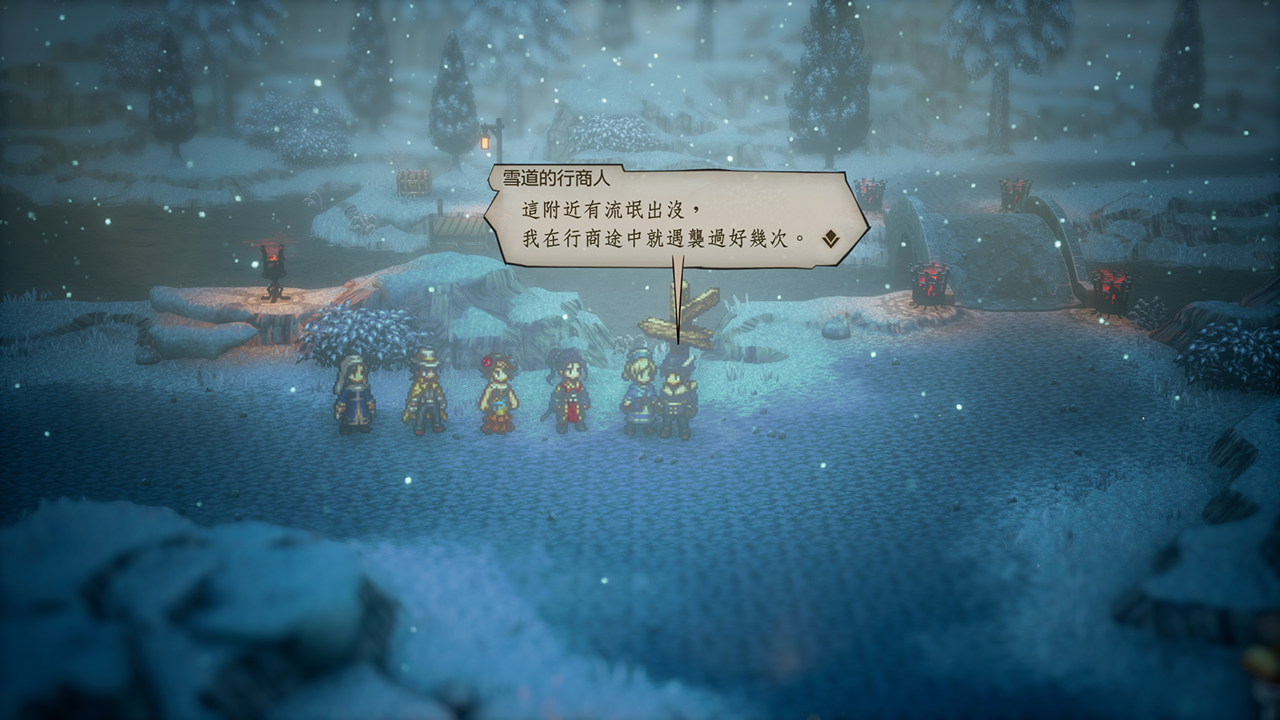 雪道的行商人
這附近有流氓出沒，
我在行商途中就遇襲過好幾次。